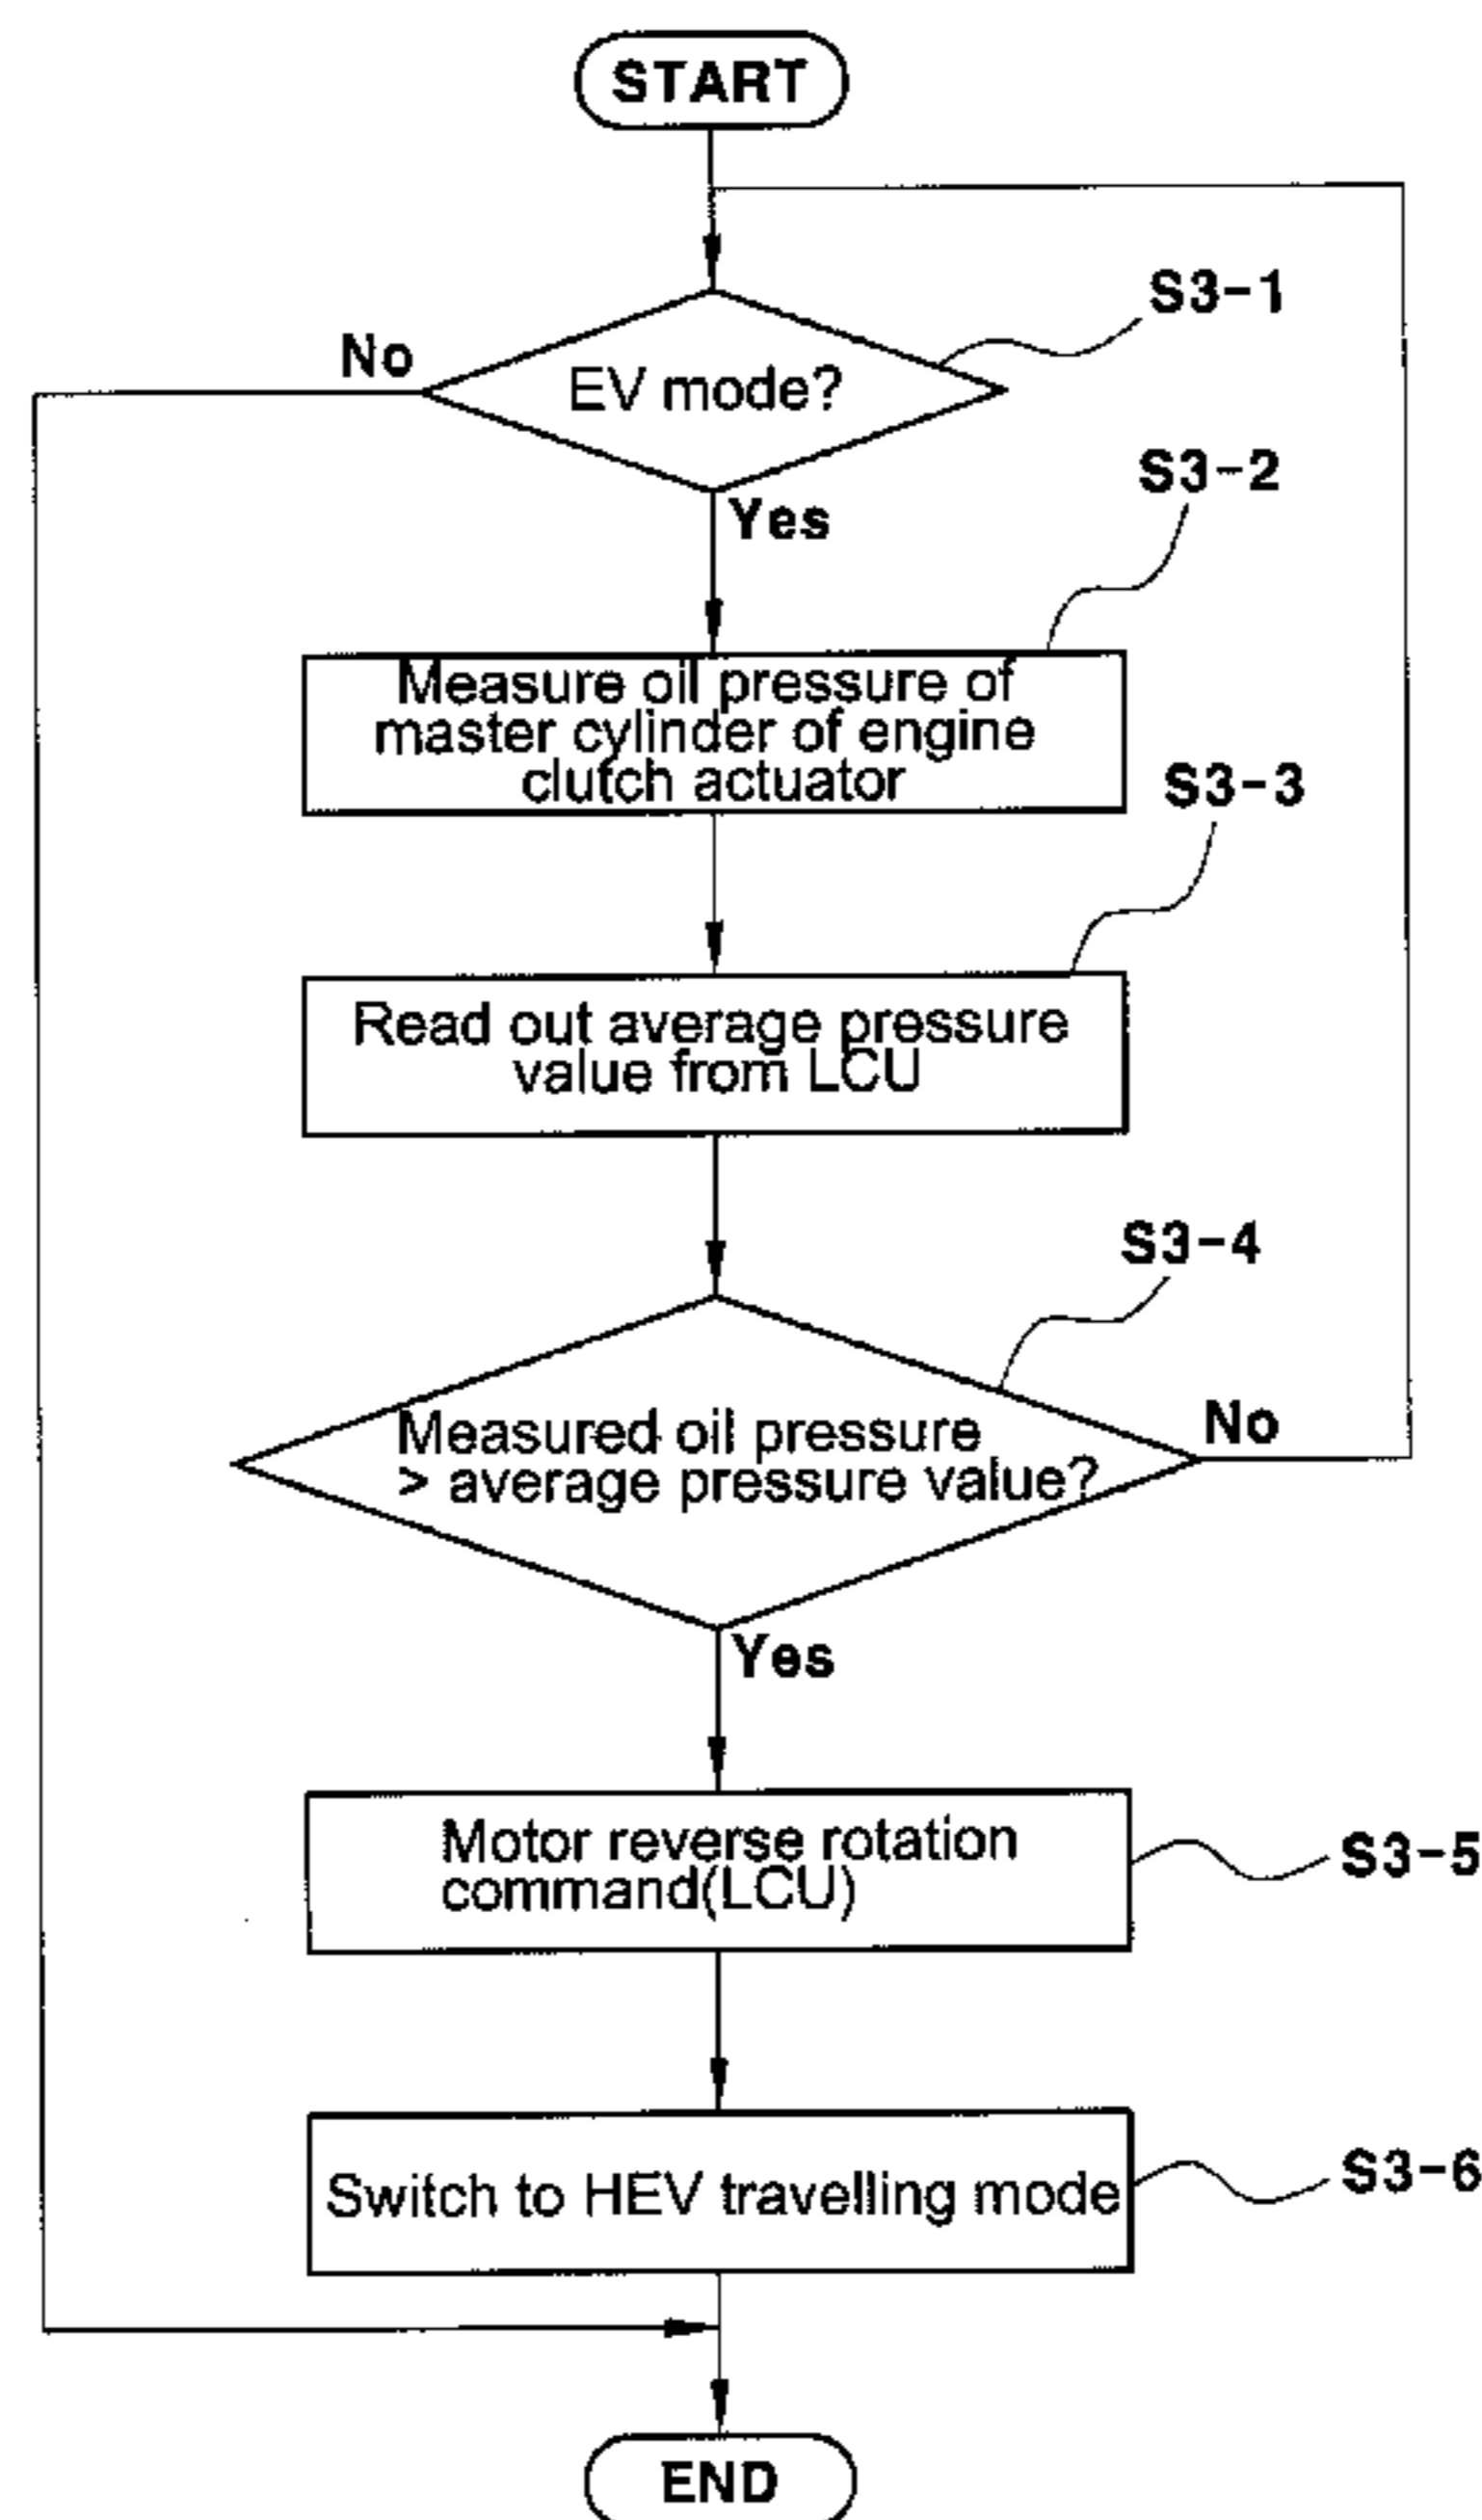 START
S3-1
No
EV mode?
S3-2
Yes
Measure oil pressure of
master cylinder of engine
clutch actuator
S3-3
Read out average pressure
value from LCU
S3-4
Measured oil pressure
> average pressure value?
No
Yes
Motor reverse rotation
command(LCU)
S3-5
Switch to HEV travelling mode
S3-6
END